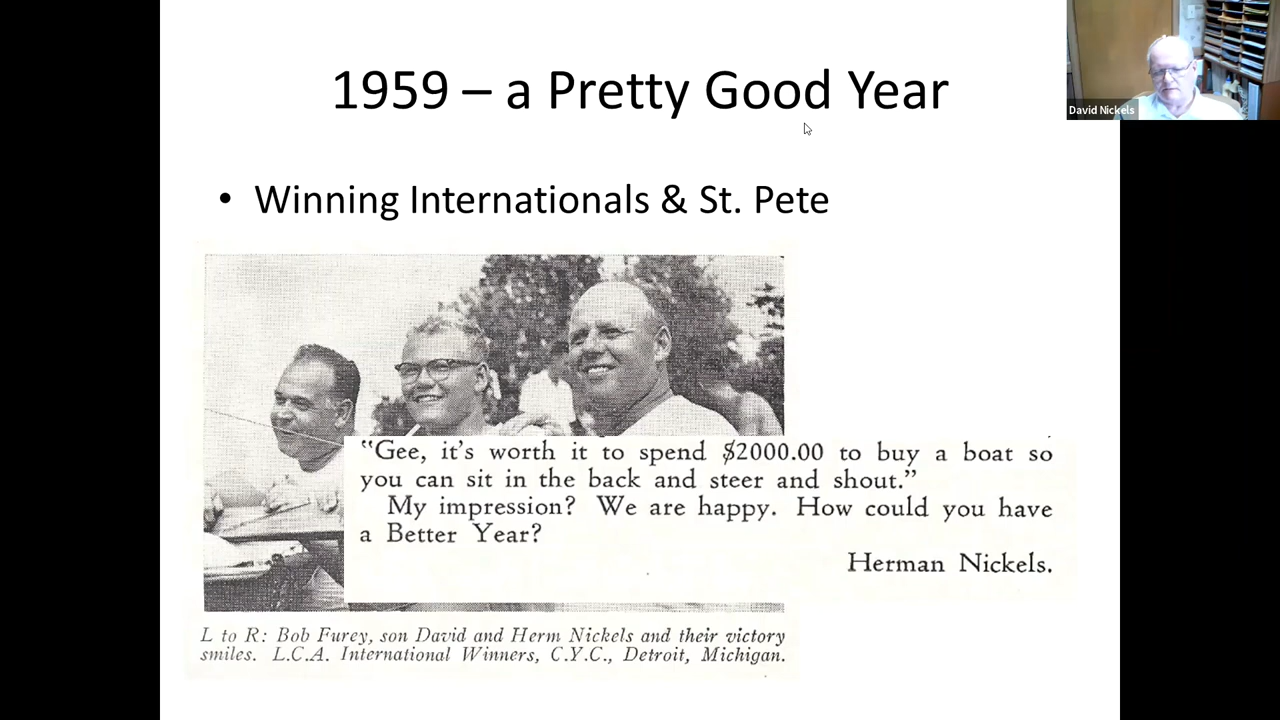 1959 – a Pretty Good Year
David Nickels
• Winning Internationals & St. Pete
“Gee, it’s worth it to spend $2000.00 to buy a boat so
you can sit in the back and steer and shout.”
My impression? We are happy. How could you have
a Better Year?
Herman Nickels.
L to R: Bob Furey, son David and Herm Nickels and their victory
smiles. L.C.A. International Winners, C.Y.C., Detroit, Michigan.